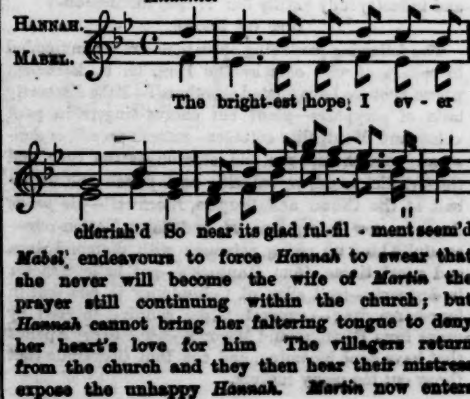 HANNAH.
MABEL.
The bright-est hope; I ev - er
cherish'd So near its glad ful-fil - ment seem'd
Mabel, endeavours to force Hannah to swear that
she never will become the wife of Martin the
prayer still continuing within the church; but
Hannah cannot bring her faltering tongue to deny
her heart's love for him The villagers return
from the church and they then hear their mistress
expose the unhappy Hannah. Martin now enters